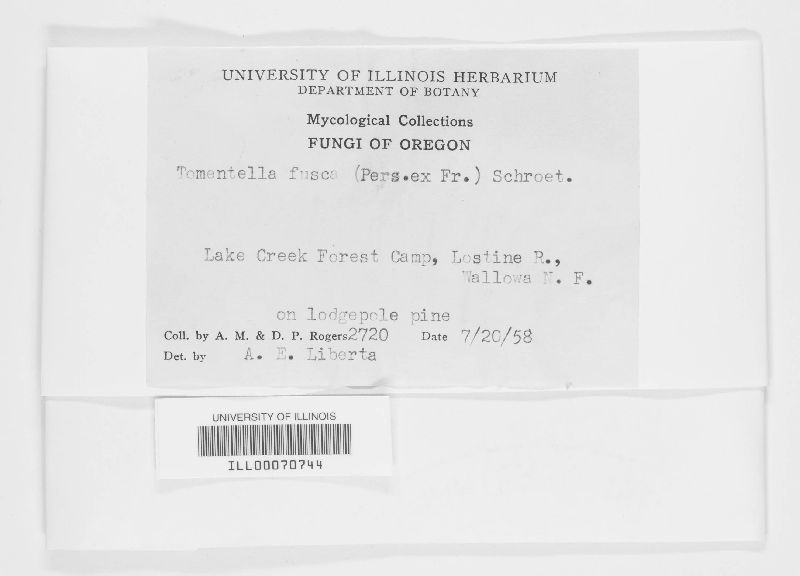 UNIVERSITY OF ILLINOIS HERBARIUM
DEPARTMENT OF BOTANY
Mycological Collections
FUNGI OF OREGON
Tomentella fusca (Pers.ex Fr.) Schroet.
Lake Creek Forest Camp, Lostine R.,
Wallowa N. F.
on lodgepole pine
Coll. by A. M. & D. P. Rogers 2720 Date 7/20/58
Det. by A. E. Liberta
UNIVERSITY OF ILLINOIS
ILL00070744